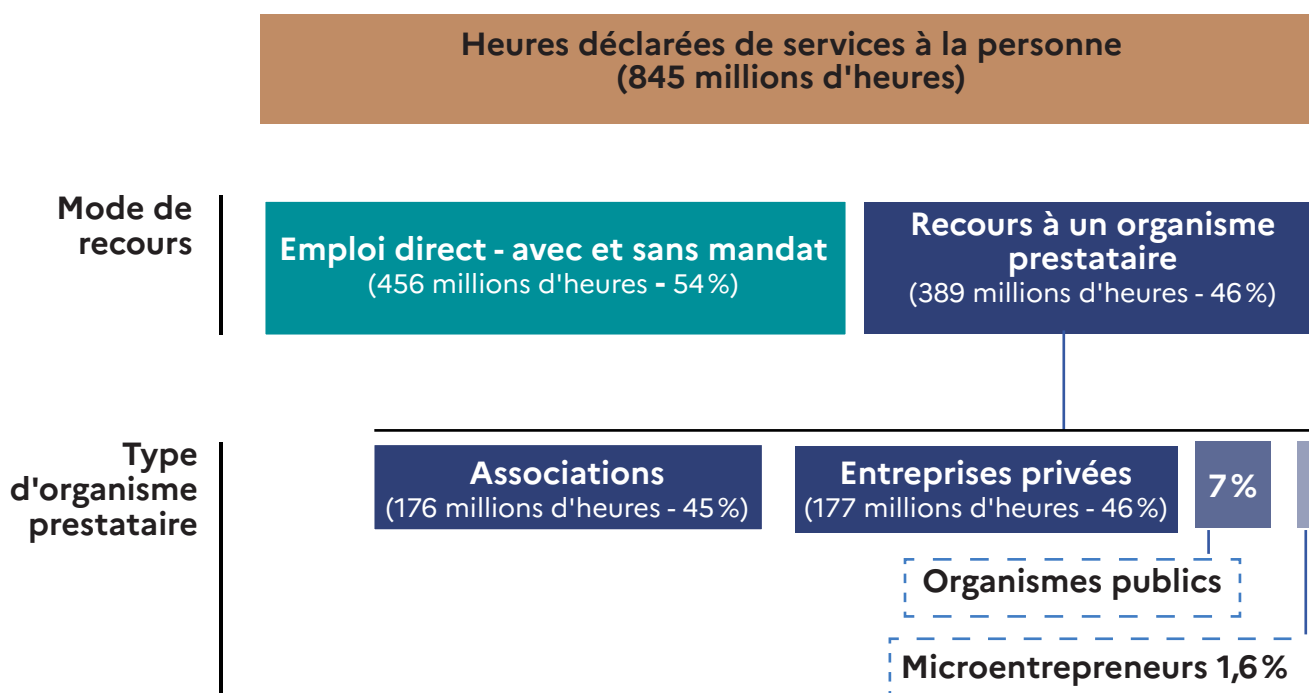 Heures déclarées de services à la personne
(845 millions d'heures)
Mode de
recours
Emploi direct - avec et sans mandat
(456 millions d'heures - 54 %)
Recours à un organisme
prestataire
(389 millions d'heures - 46 %)
Type
d'organisme
prestataire
Associations
(176 millions d'heures - 45 %)
Entreprises privées
(177 millions d'heures - 46 %)
7 %
Organismes publics
Microentrepreneurs 1,6 %